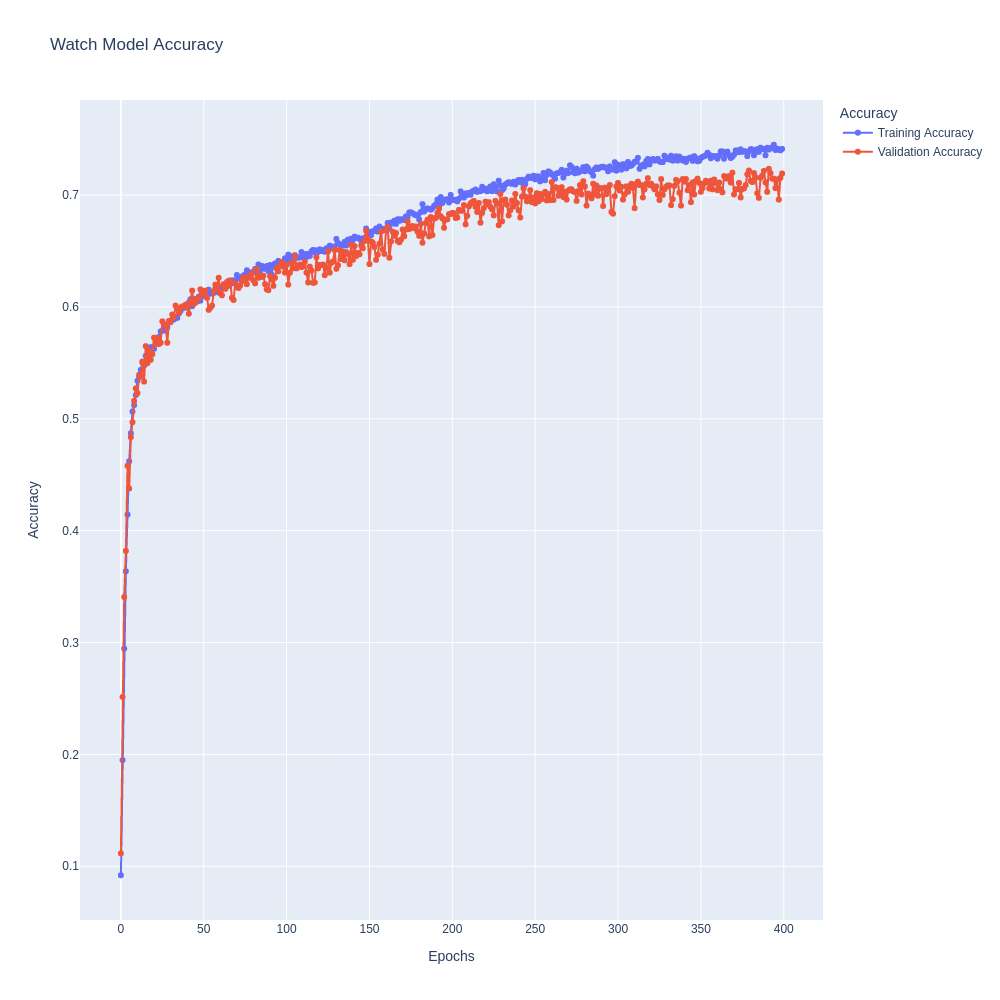 Watch Model Accuracy
Accuracy
Training Accuracy
Validation Accuracy
0.7
0.6
0.5
0.4
0.3
0.2
0.1
Accuracy
0 50 100 150 200 250 300 350 400
Epochs